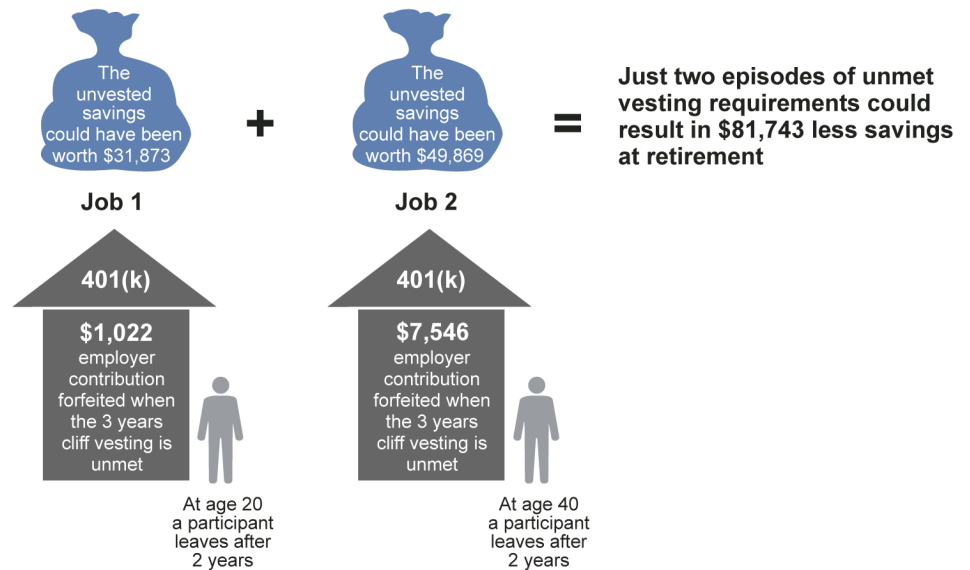 The
unvested
savings
could have been
worth $31,873
+
The
unvested
savings
could have been
worth $49,869
=
Just two episodes of unmet
vesting requirements could
result in $81,743 less savings
at retirement
Job 1
401(k)
$1,022
employer
contribution
forfeited when
the 3 years
cliff vesting is
unmet
At age 20
a participant
leaves after
2 years
Job 2
401(k)
$7,546
employer
contribution
forfeited when
the 3 years
cliff vesting is
unmet
At age 40
a participant
leaves after
2 years